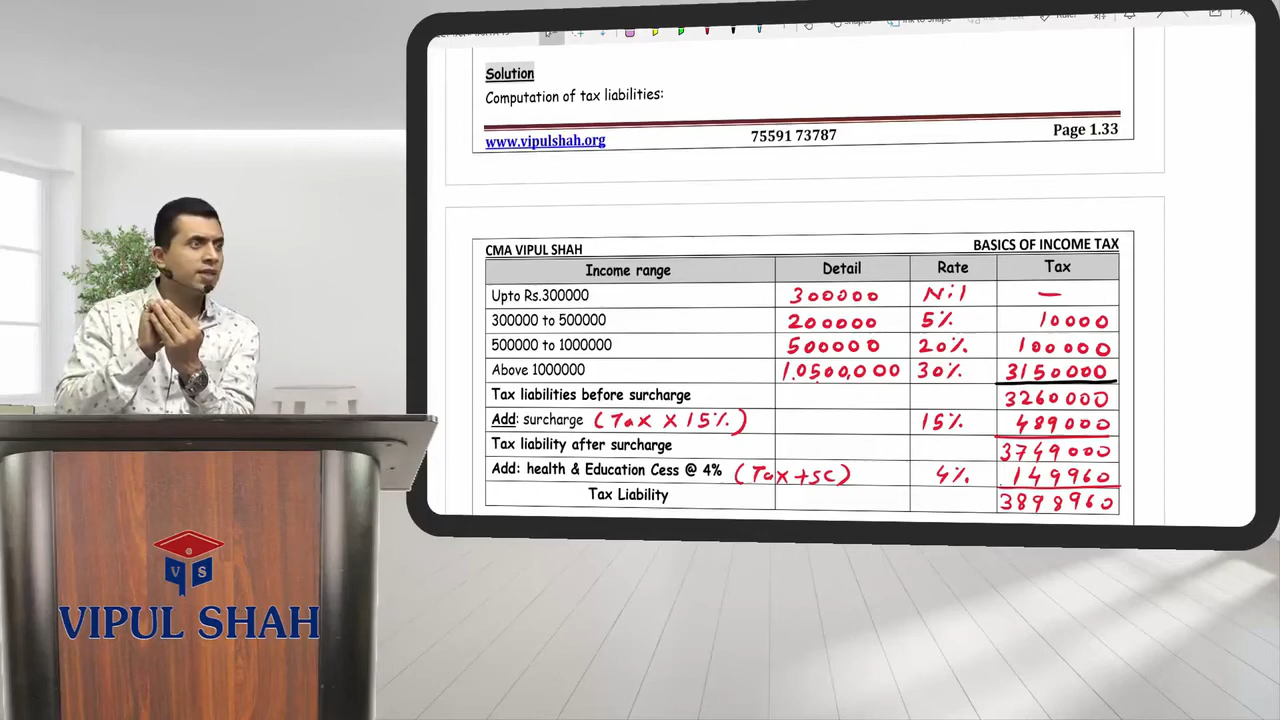 Solution
Computation of tax liabilities:
www.vipulshah.org 75591 73787 Page 1.33
CMA VIPUL SHAH BASICS OF INCOME TAX
Income range Detail Rate Tax
Upto Rs.300000 300000 Nil —
300000 to 500000 200000 5% 10000
500000 to 1000000 500000 20% 100000
Above 1000000 1,0500,000 30% 3150000
Tax liabilities before surcharge 3260000
Add: surcharge (Tax X 15%) 15% 489000
Tax liability after surcharge 3749000
Add: health & Education Cess @ 4% (Tax+SC) 4% 149960
Tax Liability 3898960
VS
VIPUL SHAH